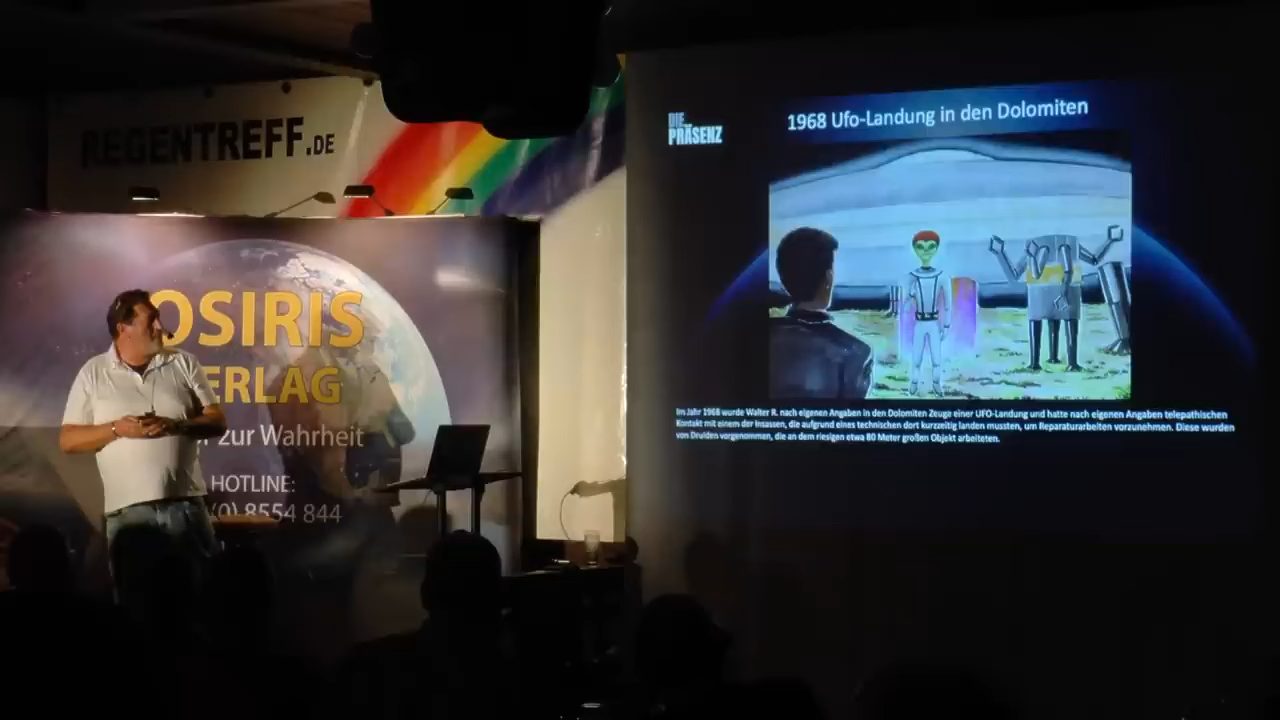 REGENTREFF.DE
OSIRIS
ERLAG
zur Wahrheit
HOTLINE:
(0) 8554 844
DIE
PRÄSENZ
1968 Ufo-Landung in den Dolomiten
Im Jahr 1968 wurde Walter R. nach eigenen Angaben in den Dolomiten Zeuge einer UFO-Landung und hatte nach eigenen Angaben telepathischen
Kontakt mit einem der Insassen, die aufgrund eines technischen dort kurzzeitig landen mussten, um Reparaturarbeiten vorzunehmen. Diese wurden
von Druiden vorgenommen, die an dem riesigen etwa 80 Meter großen Objekt arbeiteten.